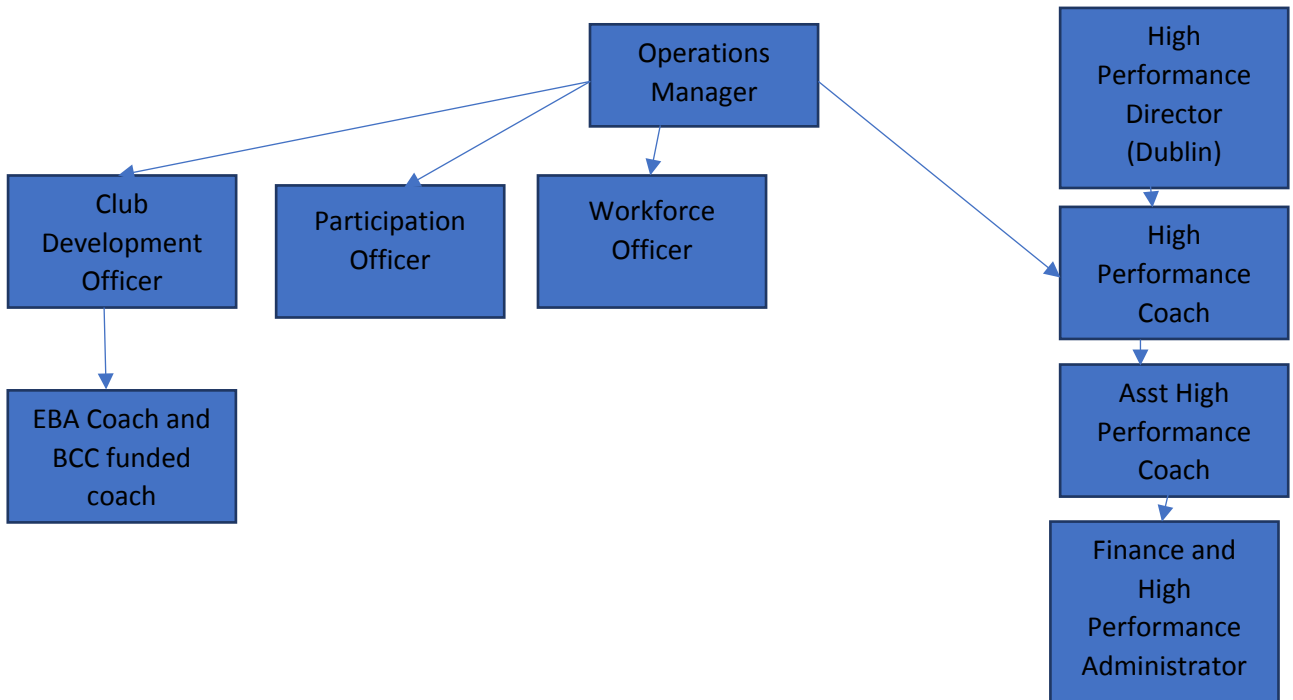 Operations
Manager
High
Performance
Director
(Dublin)
Club
Development
Officer
Participation
Officer
Workforce
Officer
High
Performance
Coach
EBA Coach and
BCC funded
coach
Asst High
Performance
Coach
Finance and
High
Performance
Administrator